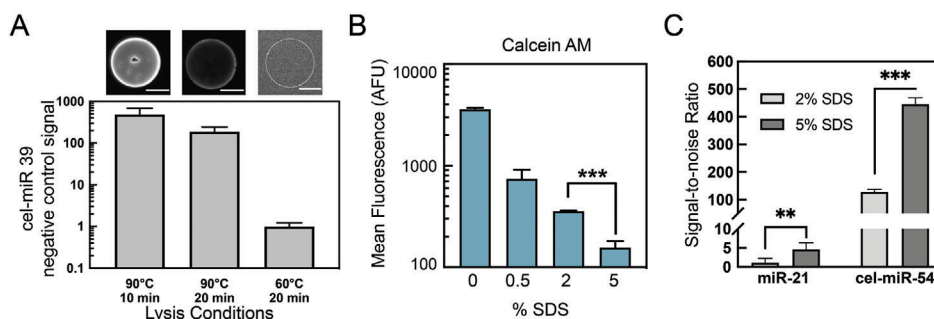 A
cel-miR 39
negative control signal
1000
100
10
1
0.1
90°C
10 min
90°C
20 min
60°C
20 min
Lysis Conditions
B
Calcein AM
Mean Fluorescence (AFU)
10000
1000
100
***
0
0.5
2
5
% SDS
C
Signal-to-noise Ratio
600
500
400
300
200
100
10
5
0
2% SDS
5% SDS
**
***
miR-21
cel-miR-54